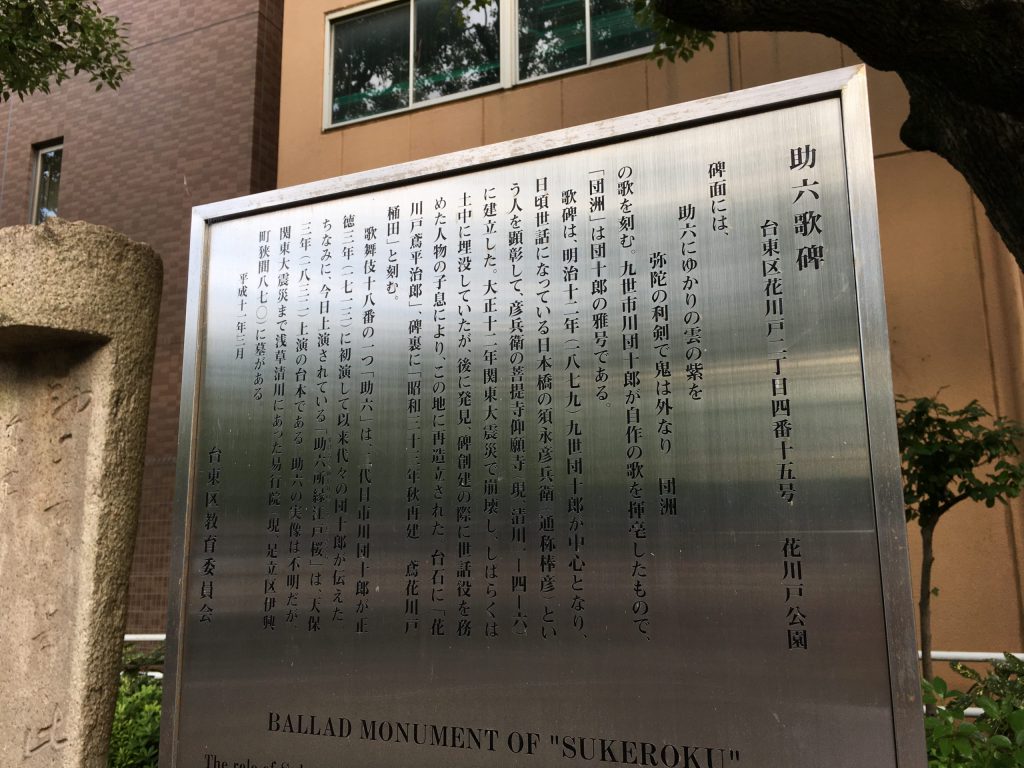 助六歌碑
台東区花川戸二丁目四番十五号　花川戸公園
碑面には、
助六にゆかりの雲の紫を
弥陀の利剣で鬼は外なり　団洲
の歌を刻む。九世市川団十郎が自作の歌を揮毫したもので、
「団洲」は団十郎の雅号である。
歌碑は、明治十二年（一八七九）九世団十郎が中心となり、
日頃世話になっている日本橋の須永彦兵衛（通称棒彦）とい
う人を顕彰して、彦兵衛の菩提寺仰願寺（現、清川一ー四ー六）
に建立した。大正十二年関東大震災で崩壊し、しばらくは
土中に埋没していたが、後に発見、碑創建の際に世話役を務
めた人物の子息により、この地に再造立された。台石に「花
川戸鳶平治郎」、碑裏に「昭和三十三年秋再建　鳶花川戸
桶田」と刻む。
歌舞伎十八番の一つ「助六」は、二代目市川団十郎が正
徳三年（一七一三）に初演して以来代々の団十郎が伝えた。
ちなみに、今日上演されている「助六所縁江戸桜」は、天保
三年（一八三二）上演の台本である。助六の実像は不明だが、
関東大震災まで浅草清川にあった易行院（現、足立区伊興
町狭間八七〇）に墓がある。
平成十一年三月
台東区教育委員会
BALLAD MONUMENT OF "SUKEROKU"
The role of